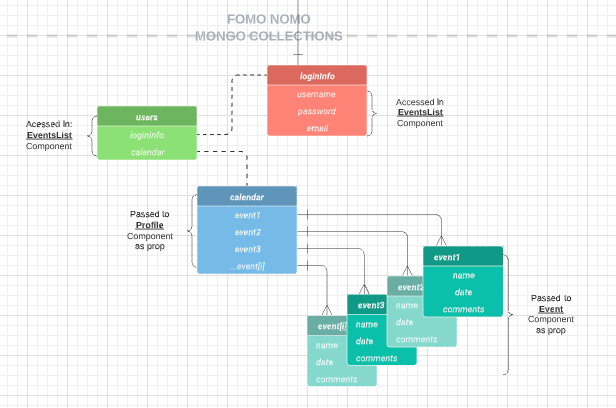 FOMO NOMO
MONGO COLLECTIONS
loginInfo
username
password
email
Accessed in
EventsList
Component
users
loginInfo
calendar
Accessed In:
EventsList
Component
calendar
event1
event2
event3
...event[i]
Passed to
Profile
Component
as prop
event1
name
date
comments
event2
name
date
comments
event3
name
date
comments
event[i]
name
date
comments
Passed to
Event
Component
as prop